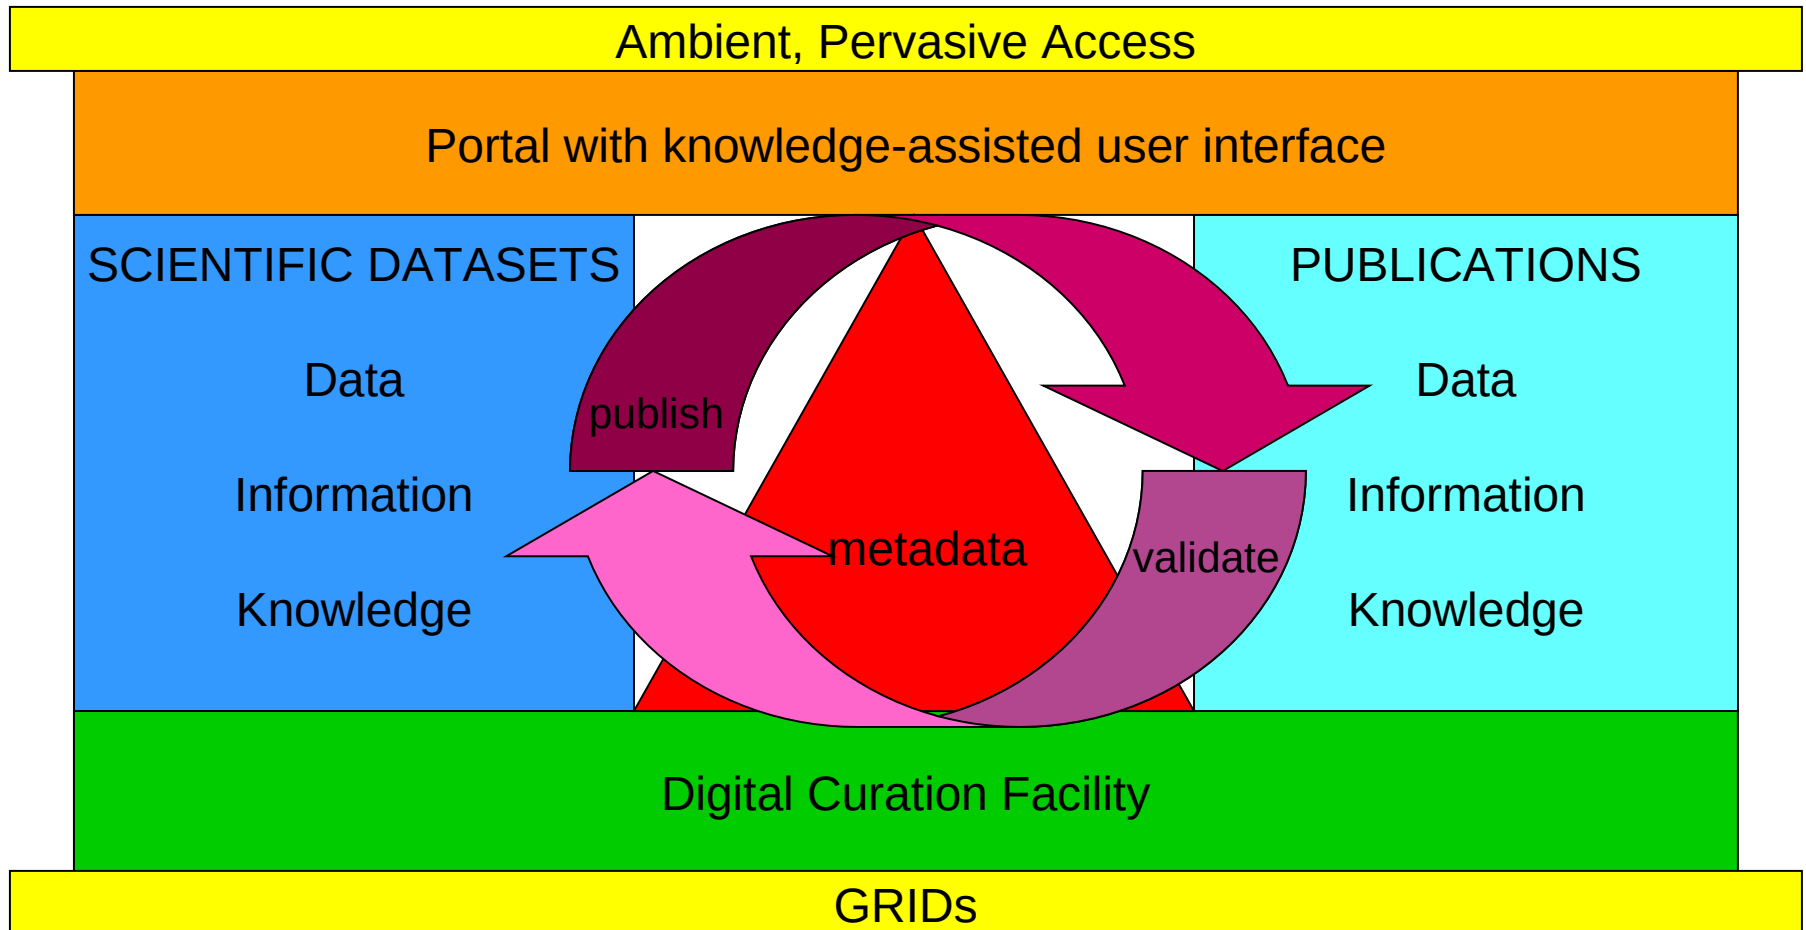 Ambient, Pervasive Access
Portal with knowledge-assisted user interface
SCIENTIFIC DATASETS
Data
Information
Knowledge
publish
metadata
validate
PUBLICATIONS
Data
Information
Knowledge
Digital Curation Facility
GRIDs